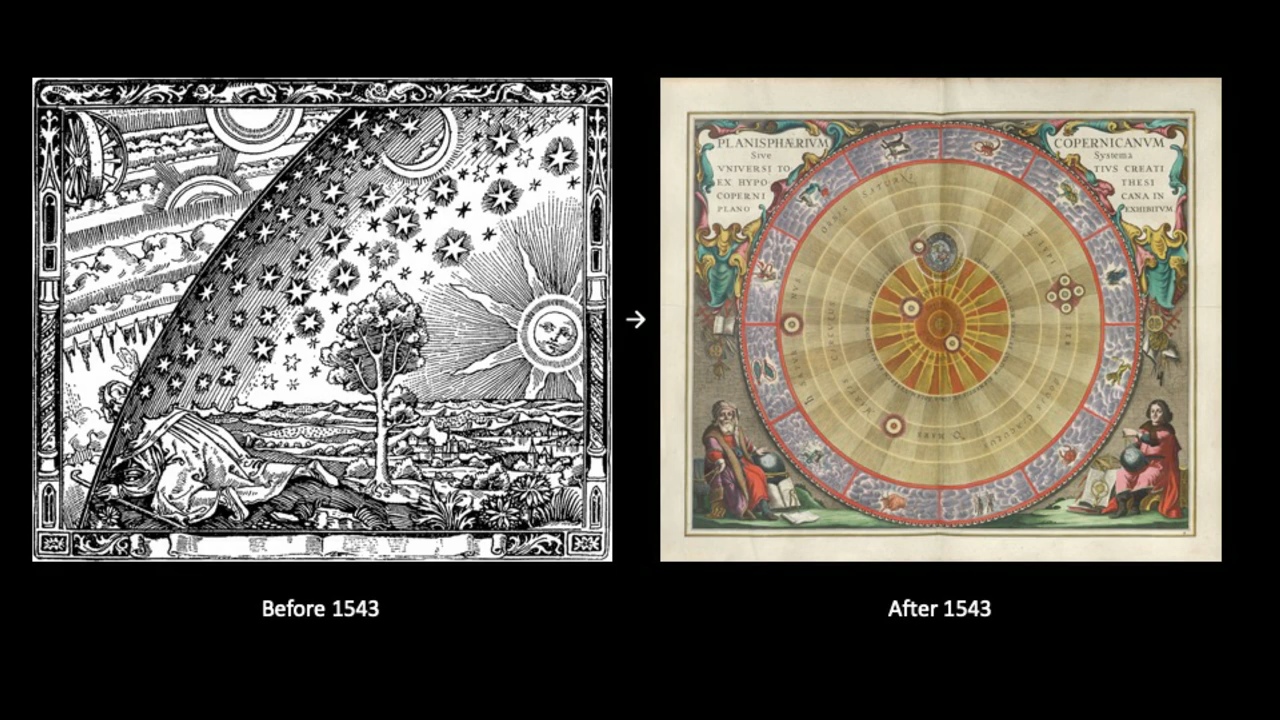 PLANISPHÆRIVM
Sive
VNIVERSI TO
EX HYPO
COPERNI
PLANO
COPERNICANVM
Systema
TIVS CREATI
THESI
CANA IN
EXHIBITVM
→
Before 1543
After 1543